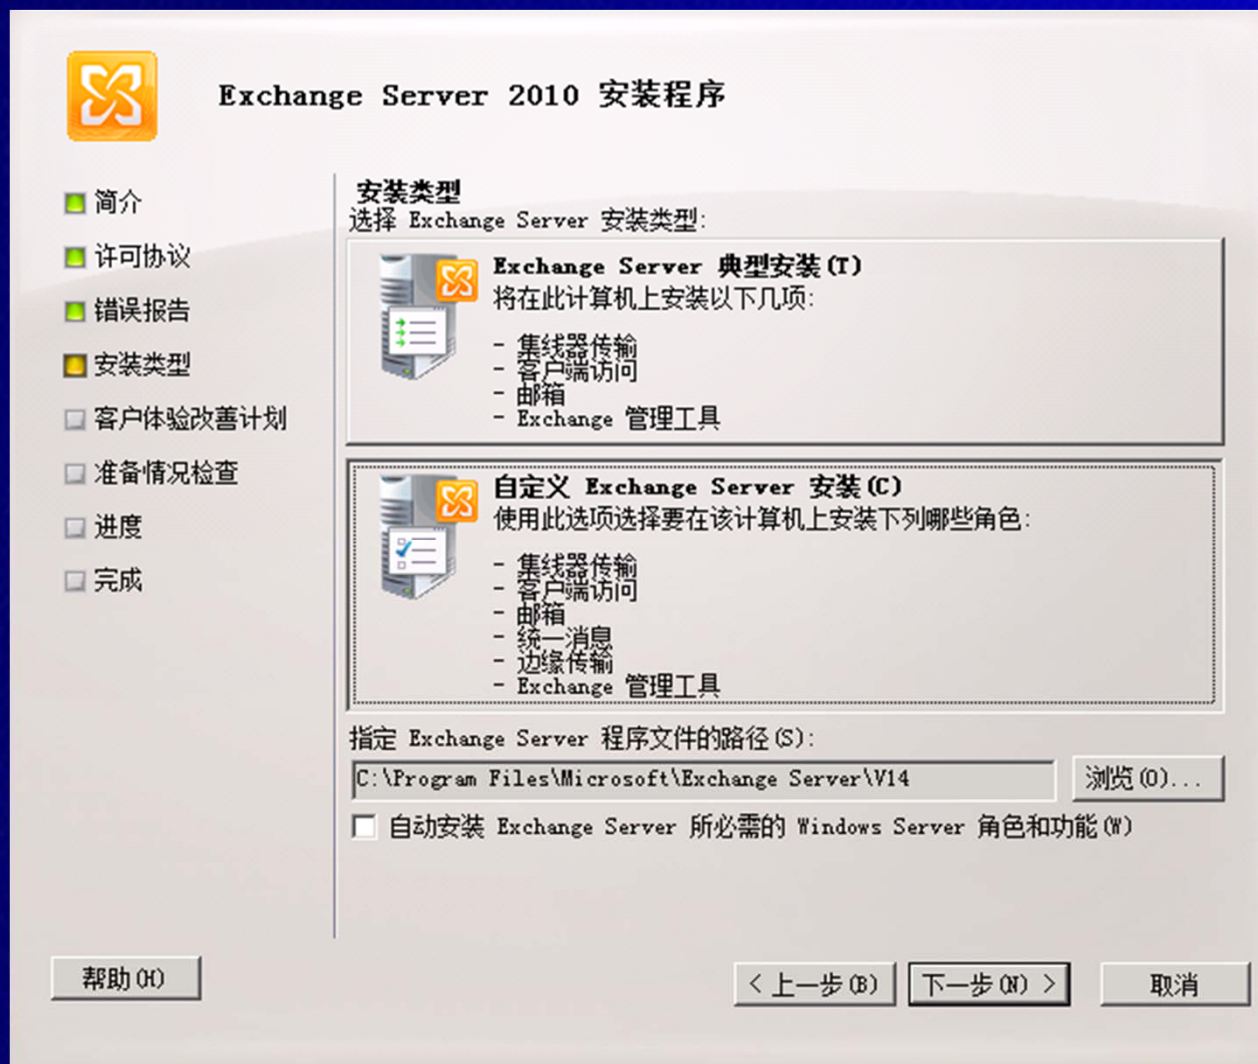 Exchange Server 2010 安装程序
简介
许可协议
错误报告
安装类型
客户体验改善计划
准备情况检查
进度
完成
安装类型
选择 Exchange Server 安装类型:
Exchange Server 典型安装(T)
将在此计算机上安装以下几项:
- 集线器传输
- 客户端访问
- 邮箱
- Exchange 管理工具
自定义 Exchange Server 安装(C)
使用此选项选择要在该计算机上安装下列哪些角色:
- 集线器传输
- 客户端访问
- 邮箱
- 统一消息
- 边缘传输
- Exchange 管理工具
指定 Exchange Server 程序文件的路径(S):
C:\Program Files\Microsoft\Exchange Server\V14
浏览(O)...
自动安装 Exchange Server 所必需的 Windows Server 角色和功能(W)
帮助(H)
< 上一步(B)
下一步(N) >
取消